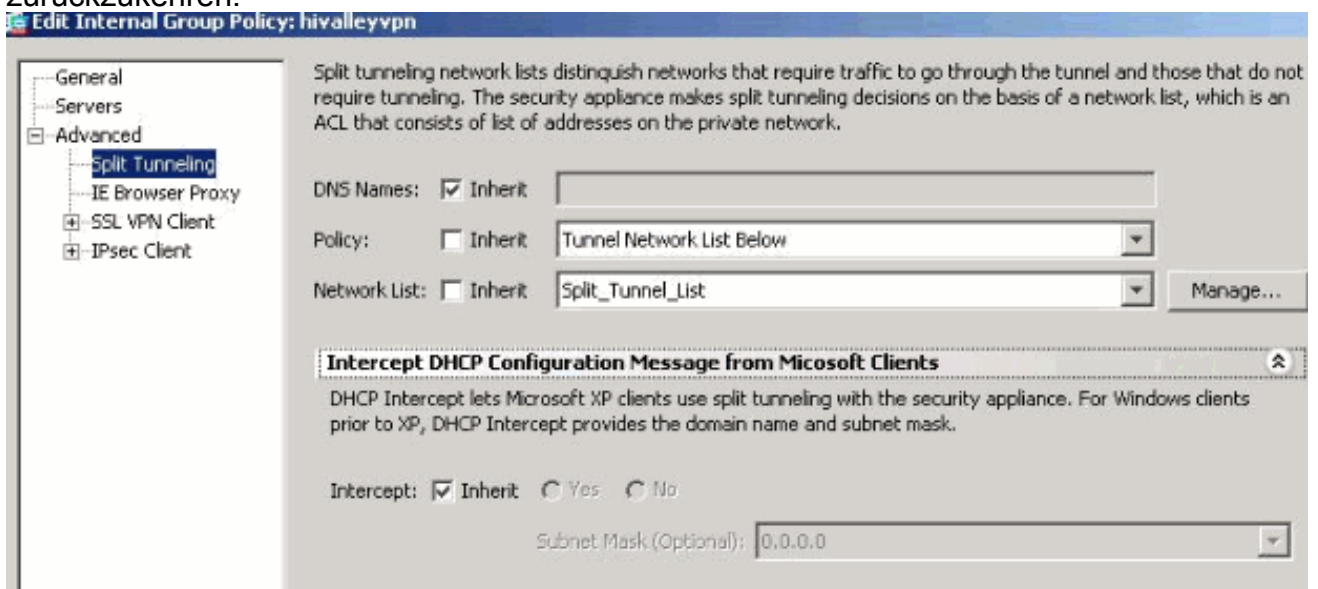 zurückzukehren.
Edit Internal Group Policy: hivalleyvpn
General
Servers
Advanced
Split Tunneling
IE Browser Proxy
SSL VPN Client
IPsec Client
Split tunneling network lists distinguish networks that require traffic to go through the tunnel and those that do not
require tunneling. The security appliance makes split tunneling decisions on the basis of a network list, which is an
ACL that consists of list of addresses on the private network.
DNS Names: Inherit
Policy: Inherit Tunnel Network List Below
Network List: Inherit Split_Tunnel_List Manage...
Intercept DHCP Configuration Message from Micosoft Clients
DHCP Intercept lets Microsoft XP clients use split tunneling with the security appliance. For Windows clients
prior to XP, DHCP Intercept provides the domain name and subnet mask.
Intercept: Inherit Yes No
Subnet Mask (Optional): 0.0.0.0